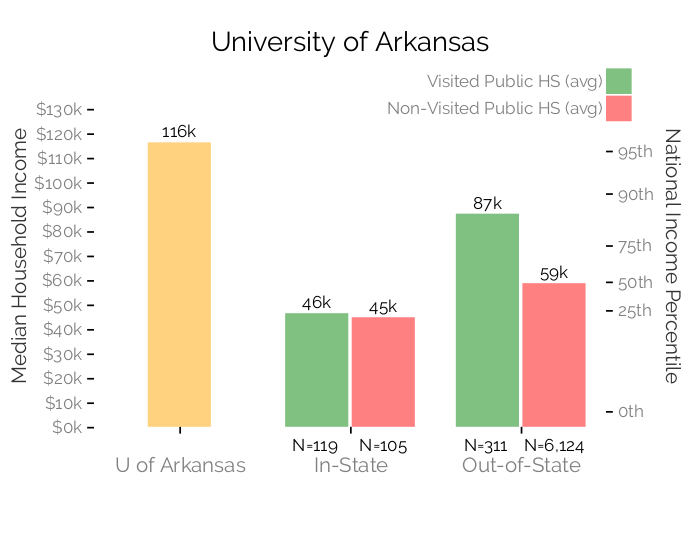 University of Arkansas
Visited Public HS (avg)
Non-Visited Public HS (avg)
Median Household Income
$130k
$120k
$110k
$100k
$90k
$80k
$70k
$60k
$50k
$40k
$30k
$20k
$10k
$0k
116k
46k
45k
87k
59k
95th
90th
75th
50th
25th
0th
National Income Percentile
N=119 N=105 N=311 N=6,124
U of Arkansas In-State Out-of-State